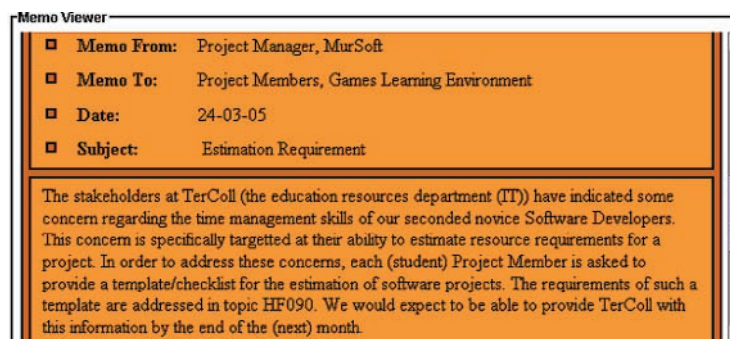 Memo Viewer
Memo From: Project Manager, MurSoft
Memo To: Project Members, Games Learning Environment
Date: 24-03-05
Subject: Estimation Requirement
The stakeholders at TerColl (the education resources department (IT)) have indicated some
concern regarding the time management skills of our seconded novice Software Developers.
This concern is specifically targetted at their ability to estimate resource requirements for a
project. In order to address these concerns, each (student) Project Member is asked to
provide a template/checklist for the estimation of software projects. The requirements of such a
template are addressed in topic HF090. We would expect to be able to provide TerColl with
this information by the end of the (next) month.